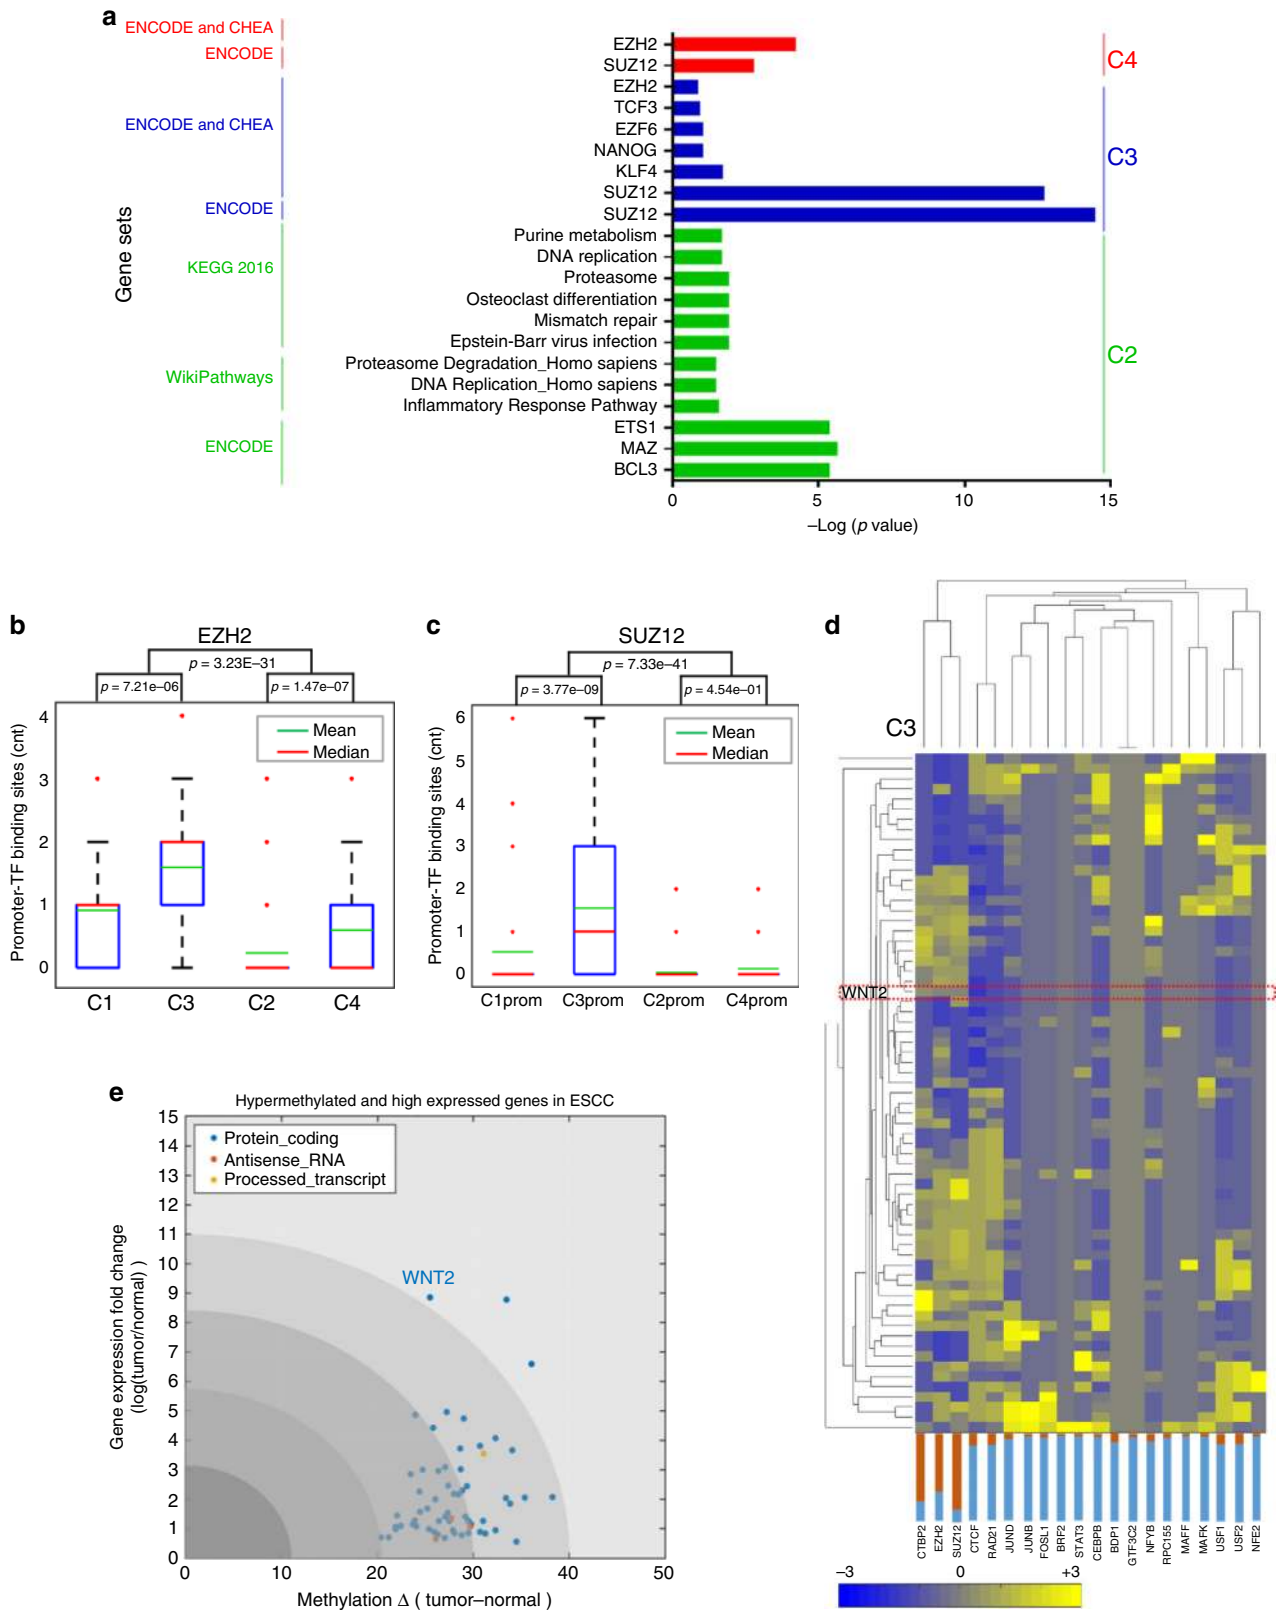 a
ENCODE and CHEA
ENCODE
ENCODE and CHEA
ENCODE
KEGG 2016
WikiPathways
ENCODE
Gene sets
EZH2
SUZ12
EZH2
TCF3
EZF6
NANOG
KLF4
SUZ12
SUZ12
Purine metabolism
DNA replication
Proteasome
Osteoclast differentiation
Mismatch repair
Epstein-Barr virus infection
Proteasome Degradation_Homo sapiens
DNA Replication_Homo sapiens
Inflammatory Response Pathway
ETS1
MAZ
BCL3
C4
C3
C2
0 5 10 15
–Log (p value)
b
EZH2
p = 3.23E–31
p = 7.21e–06
p = 1.47e–07
Mean
Median
Promoter-TF binding sites (cnt)
4
3
2
1
0
C1 C3 C2 C4
c
SUZ12
p = 7.33e–41
p = 3.77e–09
p = 4.54e–01
Mean
Median
Promoter-TF binding sites (cnt)
6
5
4
3
2
1
0
C1prom C3prom C2prom C4prom
d
C3
WNT2
CTBP2
EZH2
SUZ12
CTCF
RAD21
JUND
JUNB
FOSL1
BRF2
STAT3
CEBPB
BDP1
GTF3C2
NFYB
RPC155
MAFF
MAFK
USF1
USF2
NFE2
–3 0 +3
e
Hypermethylated and high expressed genes in ESCC
Protein_coding
Antisense_RNA
Processed_transcript
WNT2
Gene expression fold change
(log(tumor/normal) )
15
14
13
12
11
10
9
8
7
6
5
4
3
2
1
0
0 10 20 30 40 50
Methylation Δ ( tumor–normal )